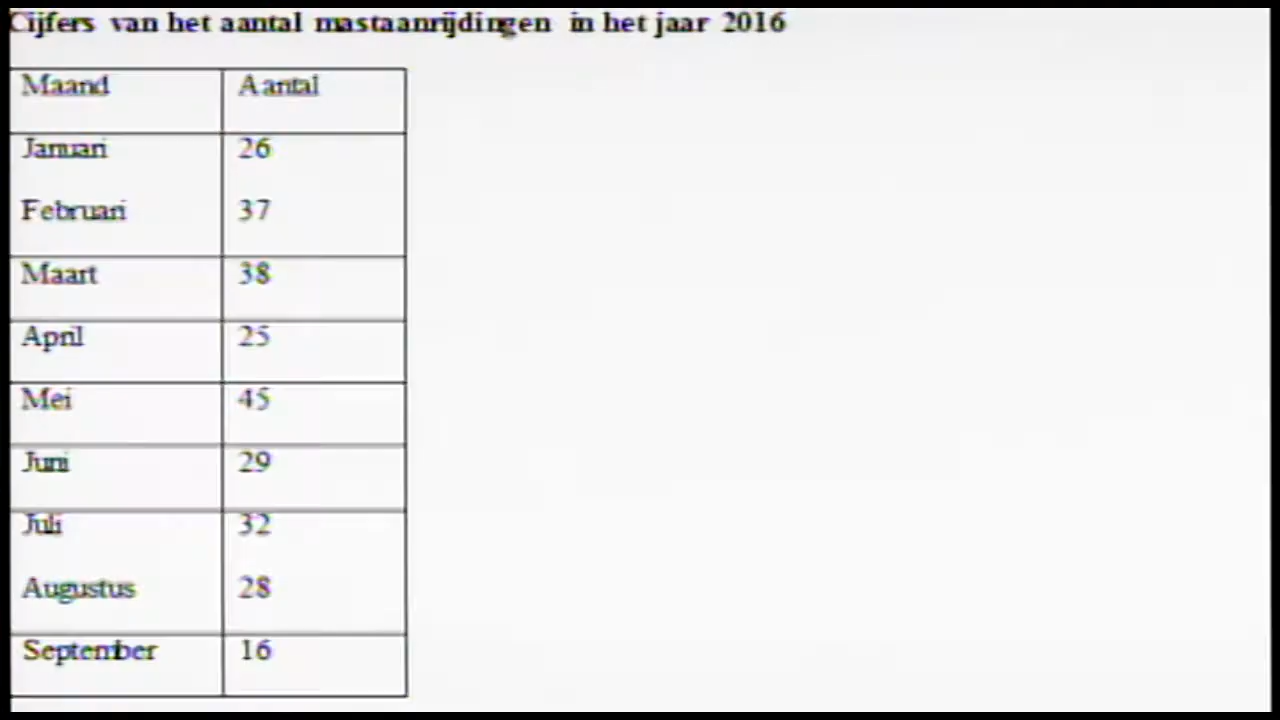 Cijfers van het aantal mastaanrijdingen in het jaar 2016
Maand Aantal
Januari 26
Februari 37
Maart 38
April 25
Mei 45
Juni 29
Juli 32
Augustus 28
September 16